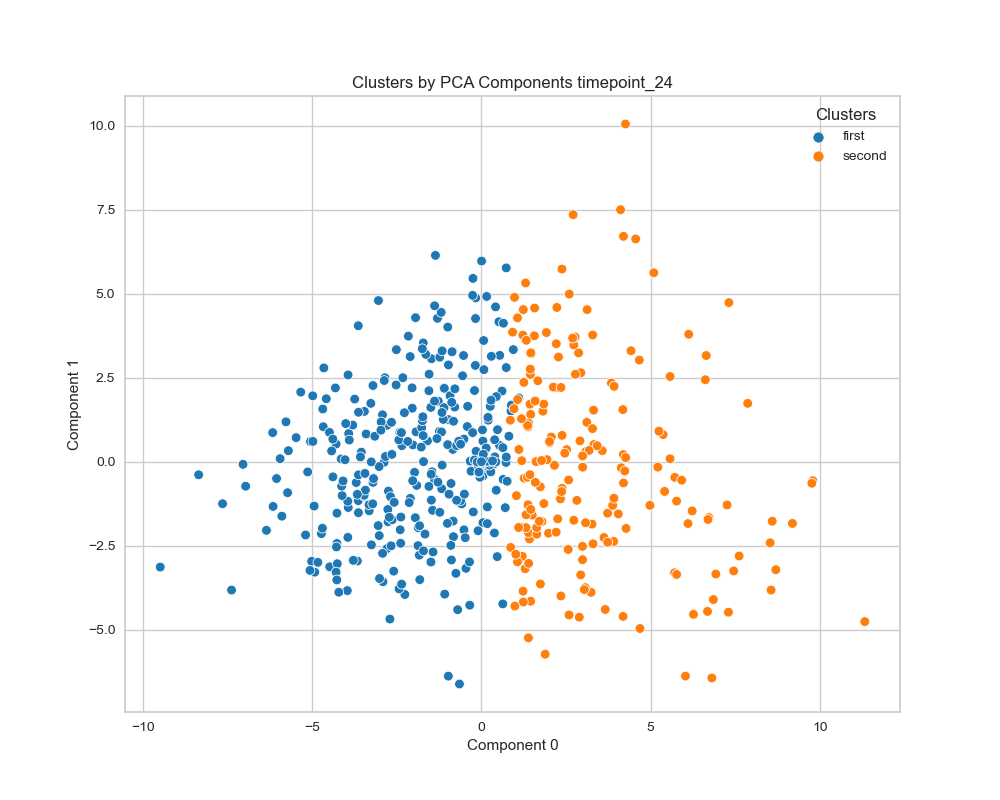 Clusters by PCA Components timepoint_24
Clusters
first
second
10.0
7.5
5.0
2.5
0.0
−2.5
−5.0
Component 1
−10
−5
0
5
10
Component 0